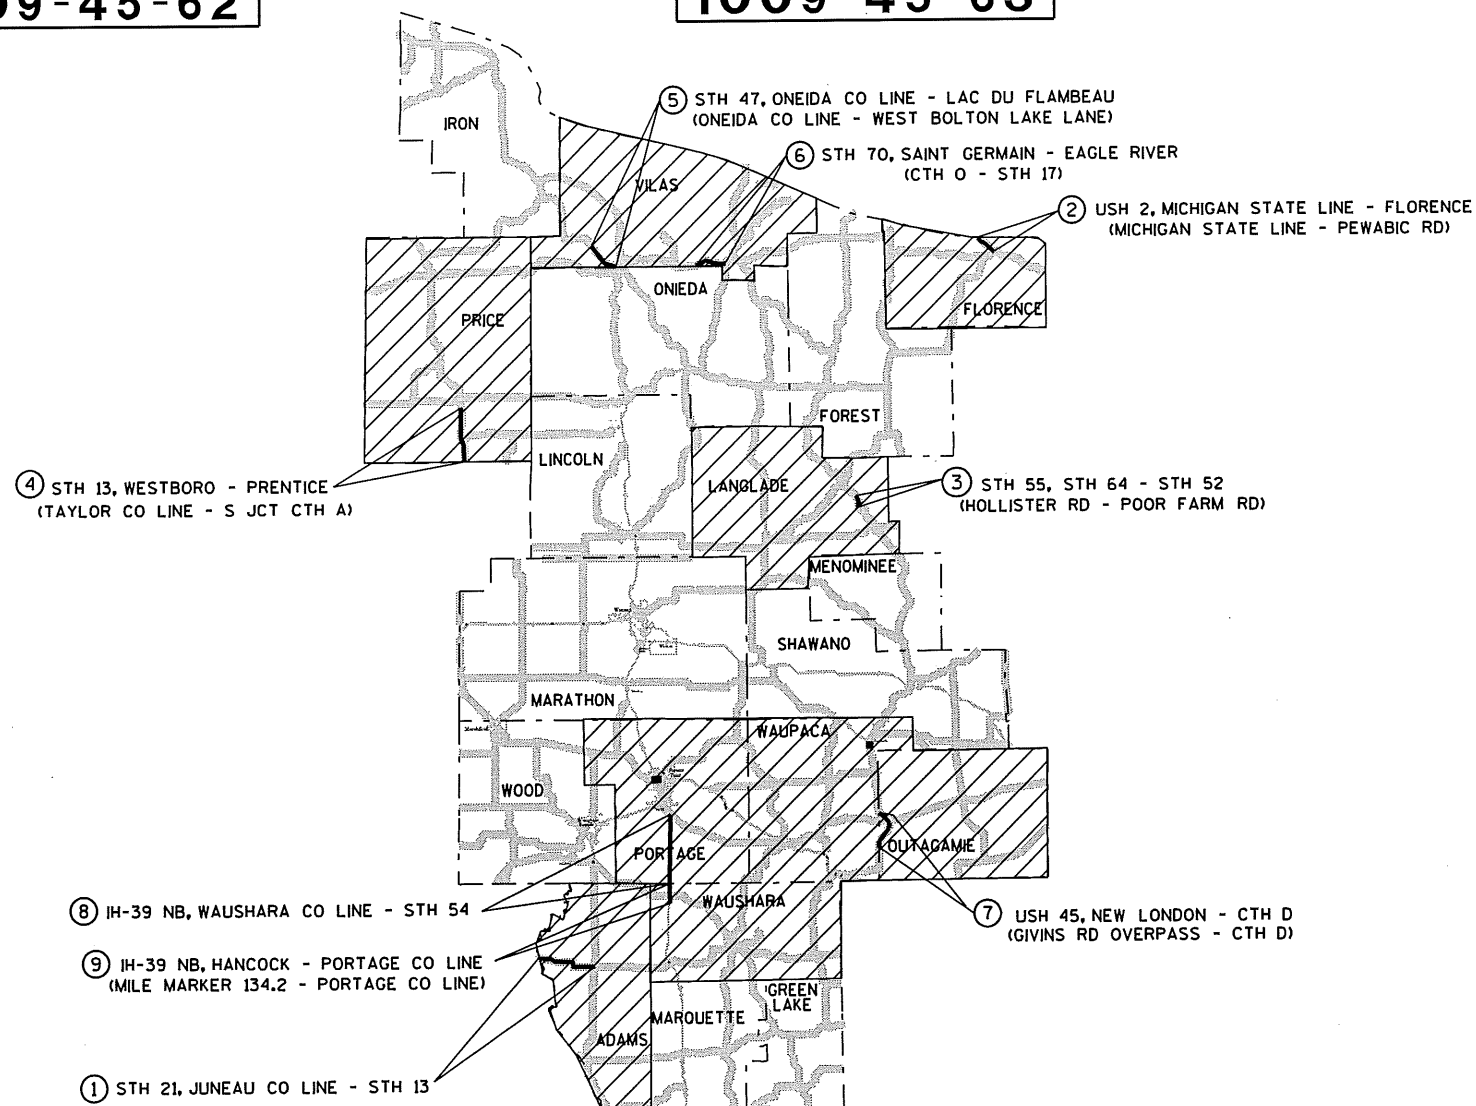 09-45-62
1009-45-63
IRON
5 STH 47, ONEIDA CO LINE - LAC DU FLAMBEAU
(ONEIDA CO LINE - WEST BOLTON LAKE LANE)
6 STH 70, SAINT GERMAIN - EAGLE RIVER
(CTH O - STH 17)
VILAS
2 USH 2, MICHIGAN STATE LINE - FLORENCE
(MICHIGAN STATE LINE - PEWABIC RD)
ONIEDA
FLORENCE
PRICE
FOREST
LINCOLN
LANGLADE
4 STH 13, WESTBORO - PRENTICE
(TAYLOR CO LINE - S JCT CTH A)
3 STH 55, STH 64 - STH 52
(HOLLISTER RD - POOR FARM RD)
MENOMINEE
SHAWANO
MARATHON
WAUPACA
WOOD
PORTAGE
OUTAGAMIE
WAUSHARA
8 IH-39 NB, WAUSHARA CO LINE - STH 54
7 USH 45, NEW LONDON - CTH D
(GIVINS RD OVERPASS - CTH D)
9 IH-39 NB, HANCOCK - PORTAGE CO LINE
(MILE MARKER 134.2 - PORTAGE CO LINE)
GREEN
LAKE
MARQUETTE
ADAMS
1 STH 21, JUNEAU CO LINE - STH 13